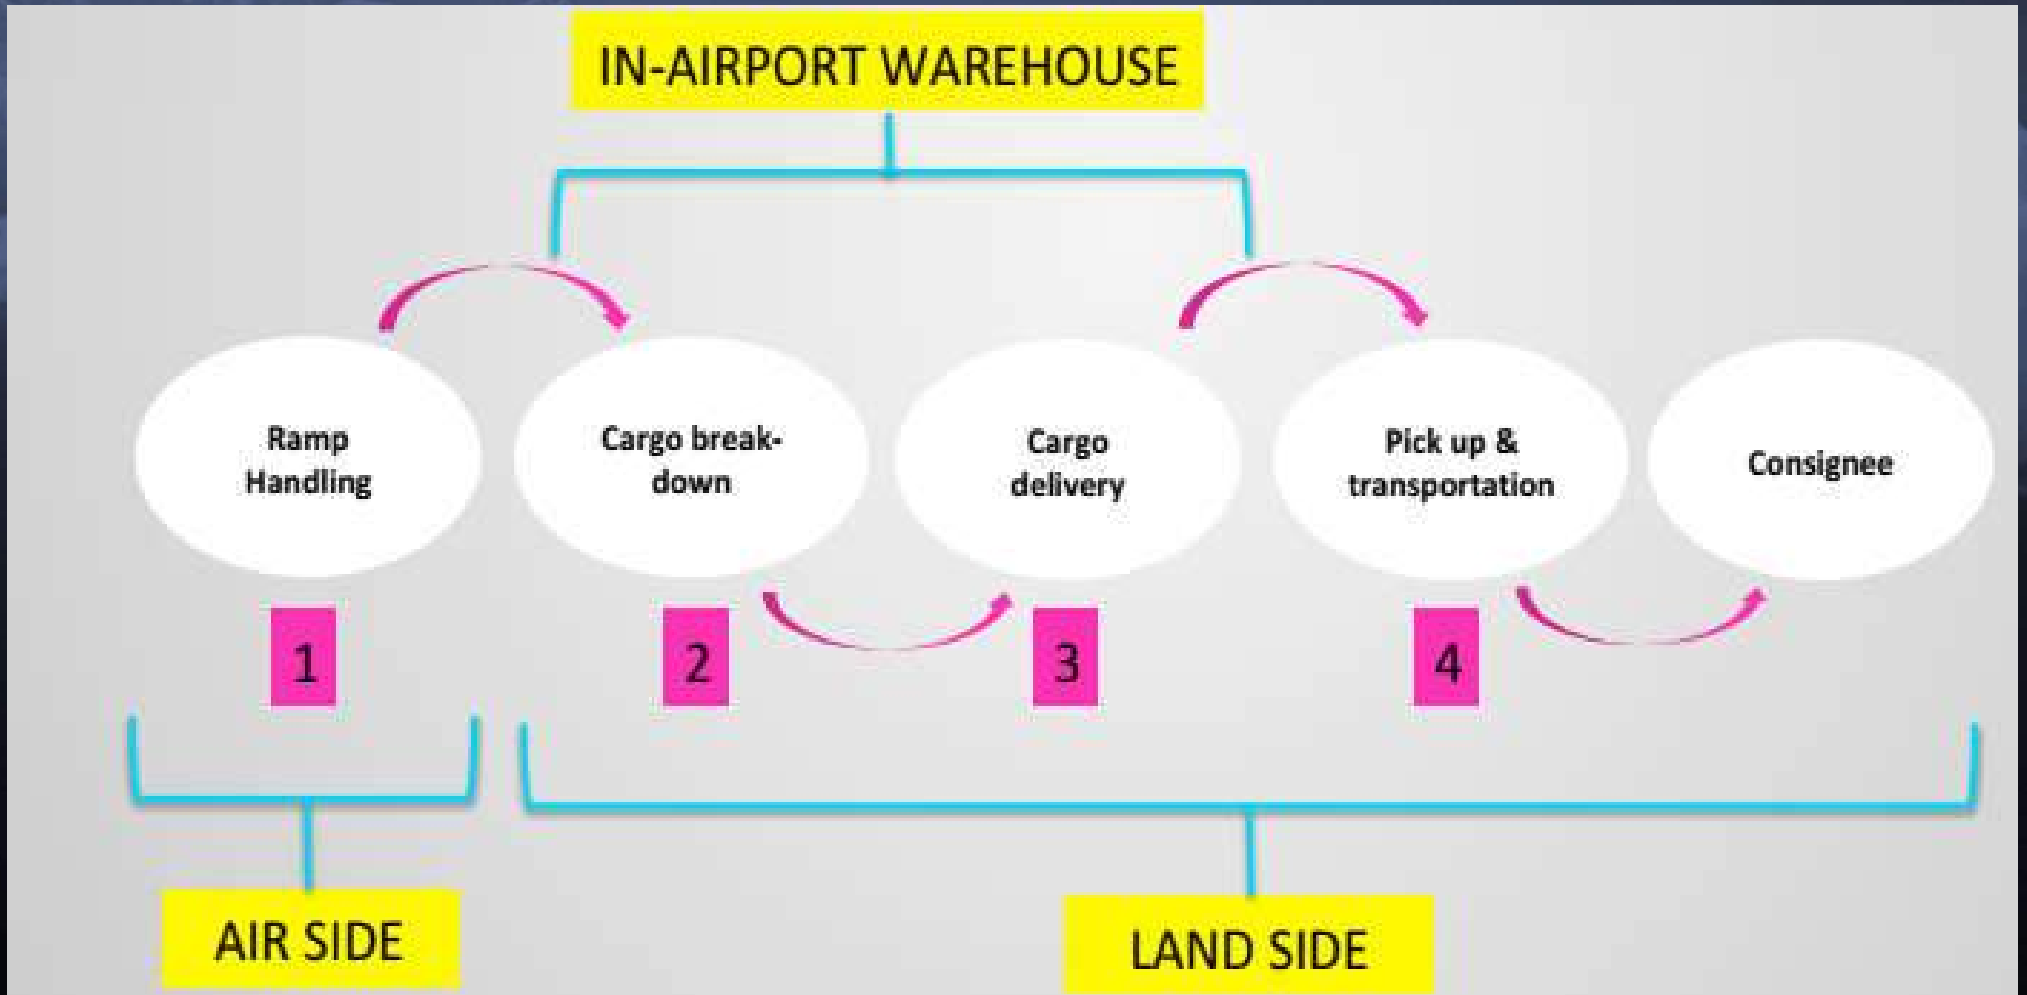 IN-AIRPORT WAREHOUSE
Ramp
Handling
Cargo break-
down
Cargo
delivery
Pick up &
transportation
Consignee
1
2
3
4
AIR SIDE
LAND SIDE